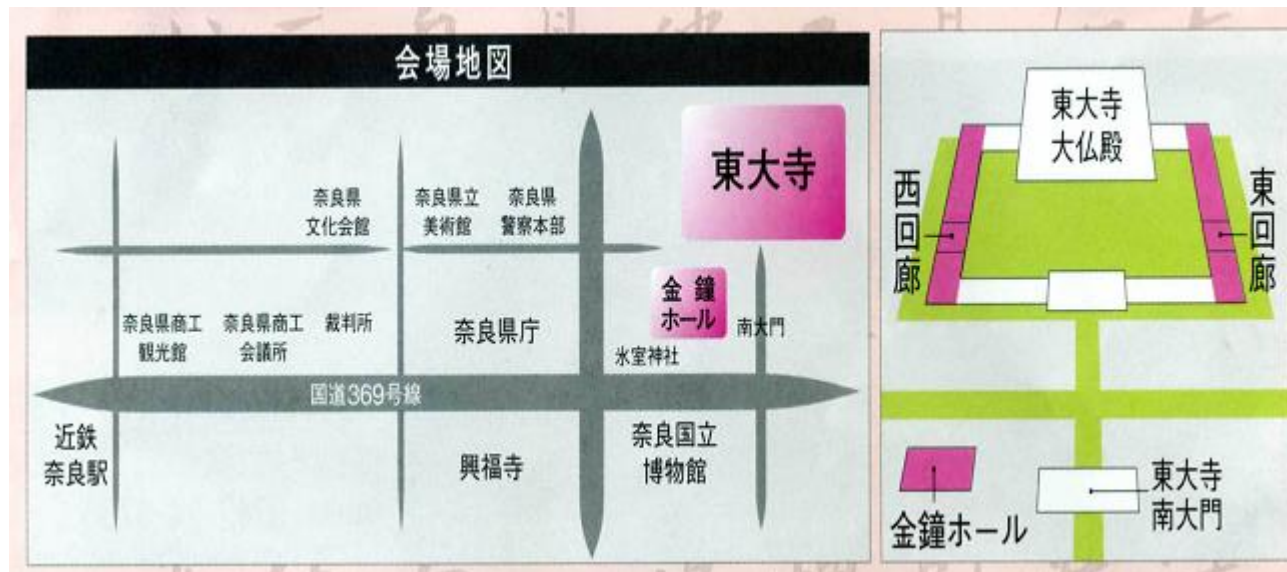 会場地図
東大寺
奈良県
文化会館
奈良県立
美術館
奈良県
警察本部
金鐘
ホール
南大門
奈良県商工
観光館
奈良県商工
会議所
裁判所
奈良県庁
氷室神社
国道369号線
近鉄
奈良駅
興福寺
奈良国立
博物館
東大寺
大仏殿
西回廊
東回廊
金鐘ホール
東大寺
南大門